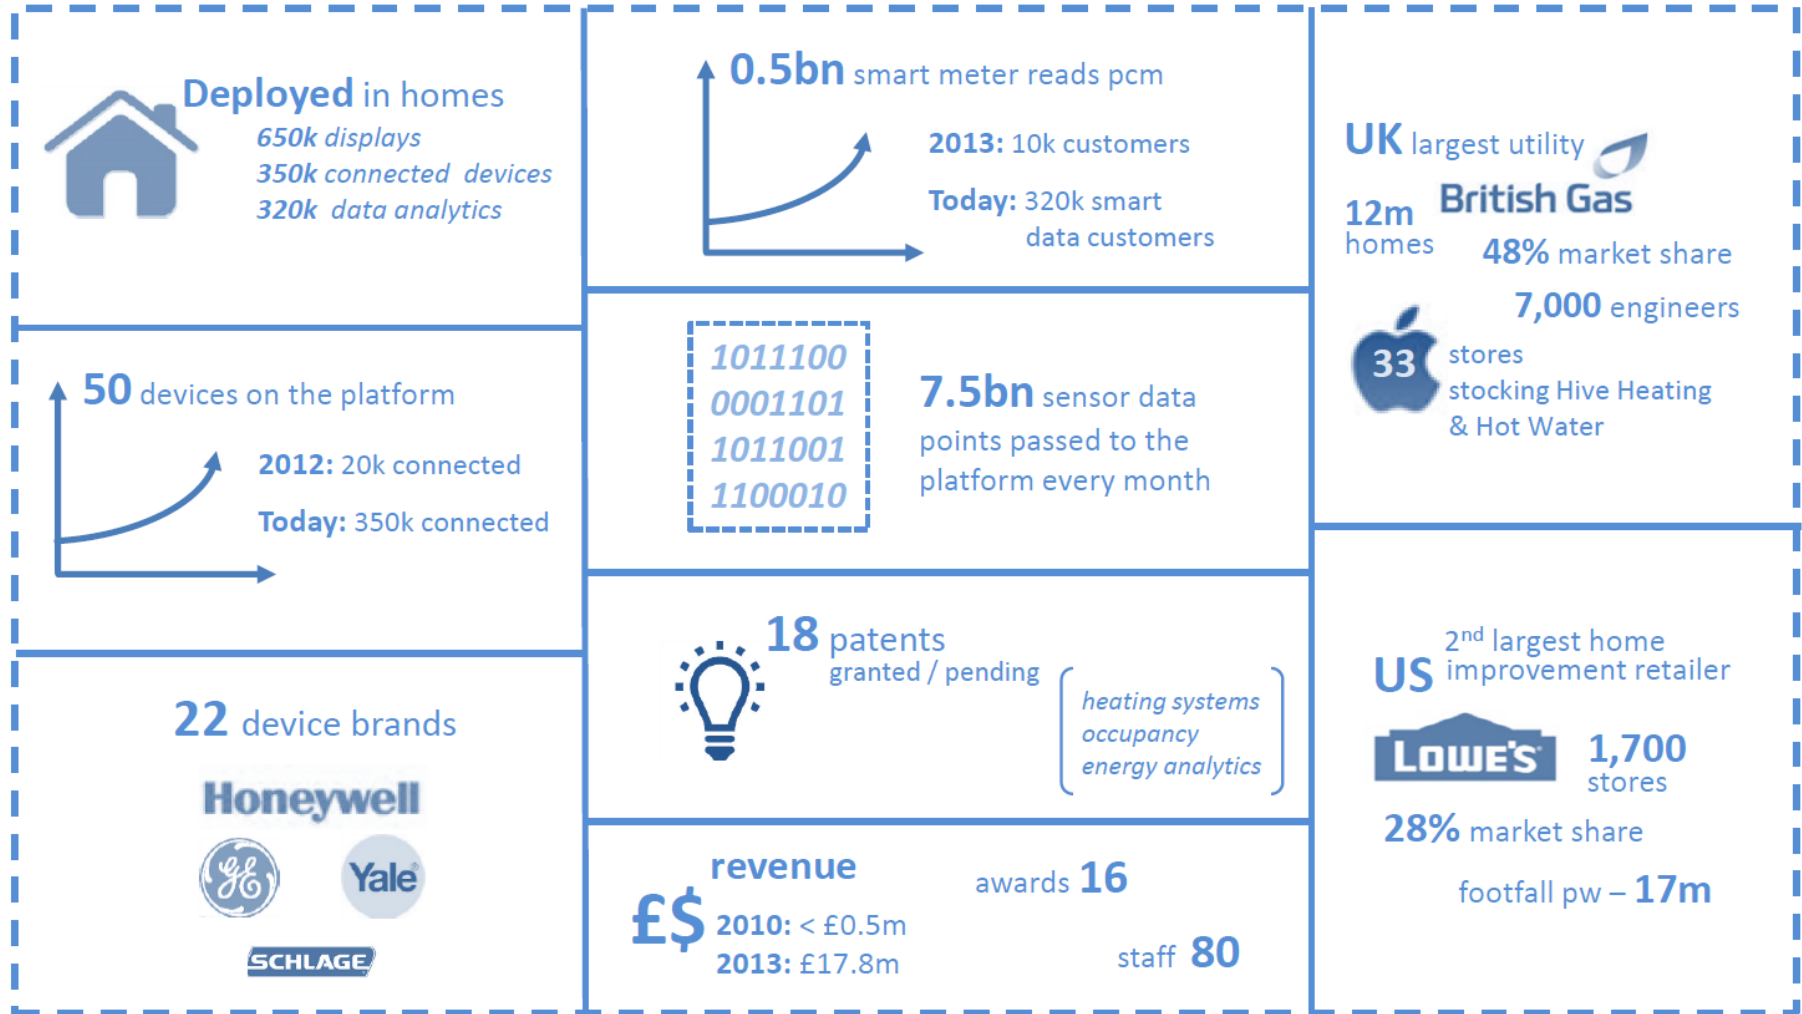 Deployed in homes
650k displays
350k connected devices
320k data analytics
50 devices on the platform
2012: 20k connected
Today: 350k connected
22 device brands
Honeywell
GE
Yale
SCHLAGE
0.5bn smart meter reads pcm
2013: 10k customers
Today: 320k smart
data customers
1011100
0001101
1011001
1100010
7.5bn sensor data
points passed to the
platform every month
18 patents
granted / pending
heating systems
occupancy
energy analytics
£$ revenue
2010: < £0.5m
2013: £17.8m
awards 16
staff 80
UK largest utility
British Gas
12m
homes
48% market share
7,000 engineers
33 stores
stocking Hive Heating
& Hot Water
US 2nd largest home
improvement retailer
LOWE'S
1,700
stores
28% market share
footfall pw – 17m